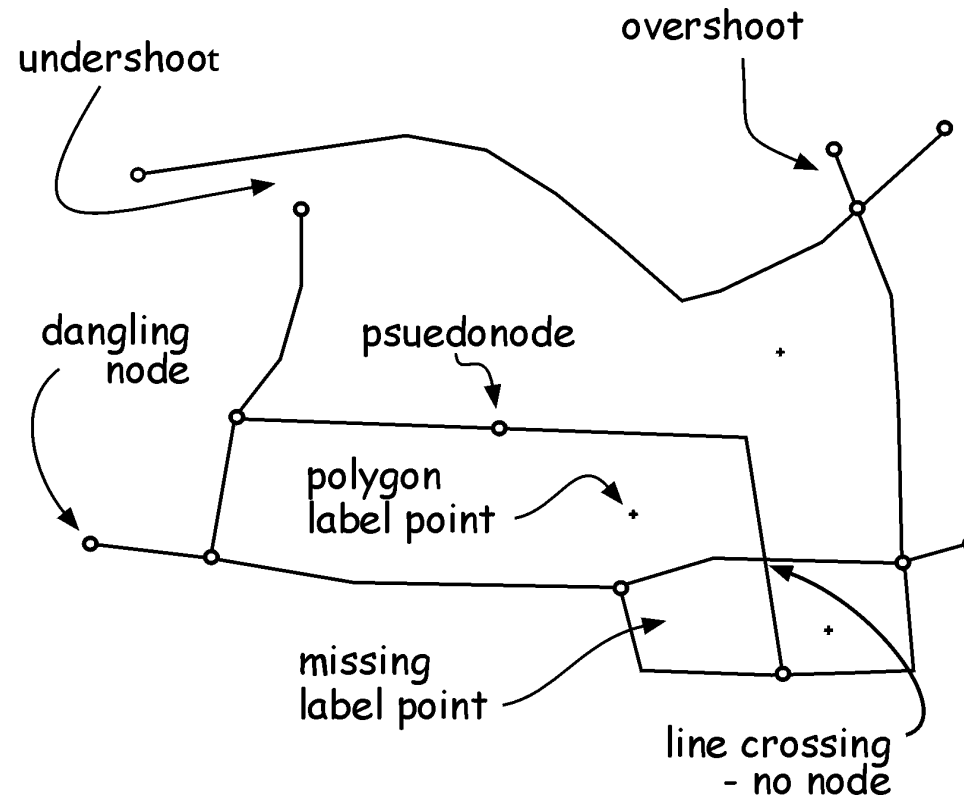 overshoot
undershoot
dangling
node
psuedonode
polygon
label point
missing
label point
line crossing
- no node